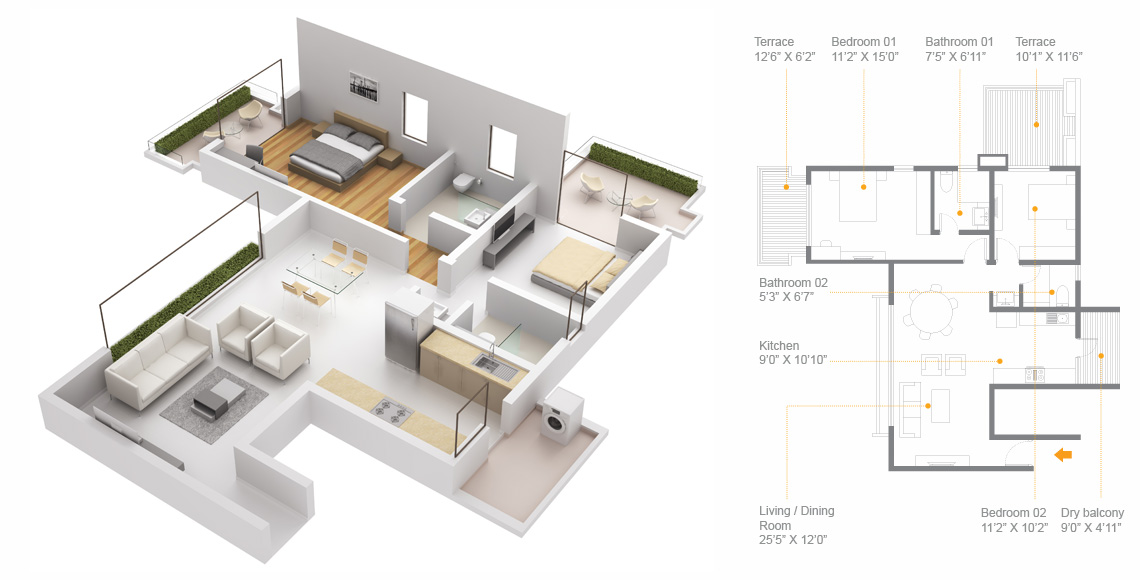 Terrace
12’6” X 6’2”
Bedroom 01
11’2” X 15’0”
Bathroom 01
7’5” X 6’11”
Terrace
10’1” X 11’6”
Bathroom 02
5’3” X 6’7”
Kitchen
9’0” X 10’10”
Living / Dining
Room
25’5” X 12’0”
Bedroom 02
11’2” X 10’2”
Dry balcony
9’0” X 4’11”